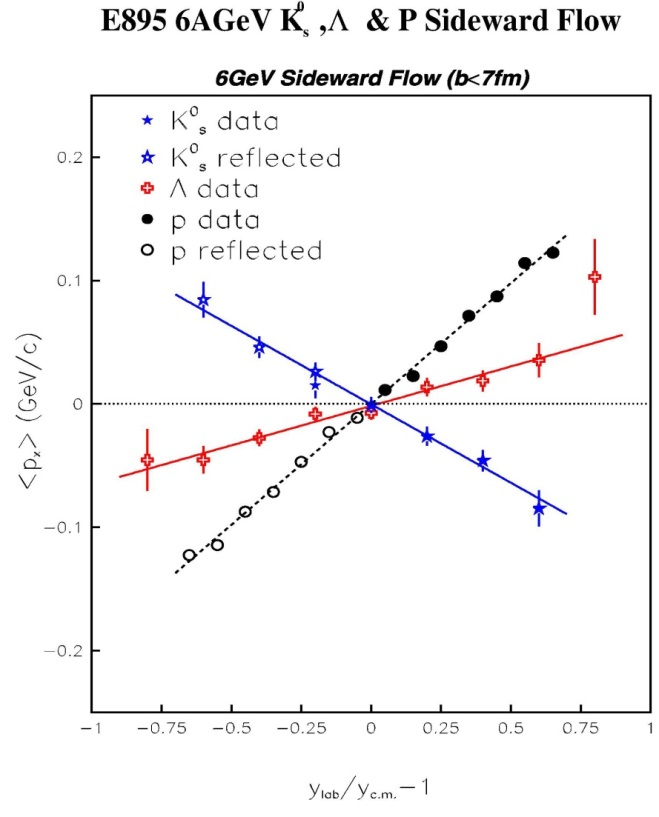 E895 6AGeV K⁰ₛ ,Λ & P Sideward Flow
6GeV Sideward Flow (b<7fm)
K⁰ₛ data
K⁰ₛ reflected
Λ data
p data
p reflected
0.2
0.1
0
−0.1
−0.2
<pₓ> (GeV/c)
−1 −0.75 −0.5 −0.25 0 0.25 0.5 0.75 1
y_lab/y_c.m.−1